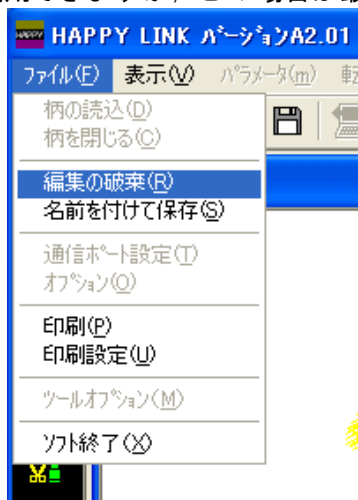 HAPPY LINK ﾊﾞｰｼﾞｮﾝA2.01
ﾌｧｲﾙ(F) 表示(V) ﾊﾟﾗﾒｰﾀ(m)
柄の読込(D)
柄を閉じる(C)
編集の破棄(R)
名前を付けて保存(S)
通信ﾎﾟｰﾄ設定(T)
ｵﾌﾟｼｮﾝ(O)
印刷(P)
印刷設定(U)
ﾂｰﾙｵﾌﾟｼｮﾝ(M)
ｿﾌﾄ終了(X)